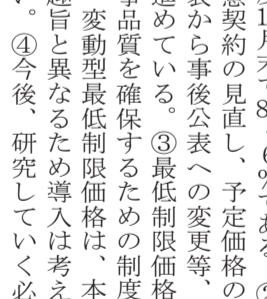 月末で8.6％である。
意契約の見直し、予定価格の
表から事後公表への変更等、
進めている。③最低制限価格
事品質を確保するための制度
変動型最低制限価格は、本
趣旨と異なるため導入は考え
い。④今後、研究していく必